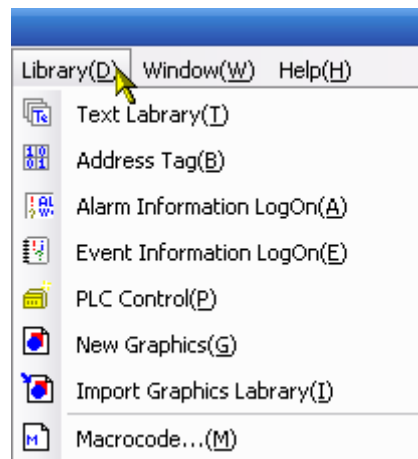 Library(D) Window(W) Help(H)
Text Labrary(T)
Address Tag(B)
Alarm Information LogOn(A)
Event Information LogOn(E)
PLC Control(P)
New Graphics(G)
Import Graphics Labrary(I)
Macrocode...(M)